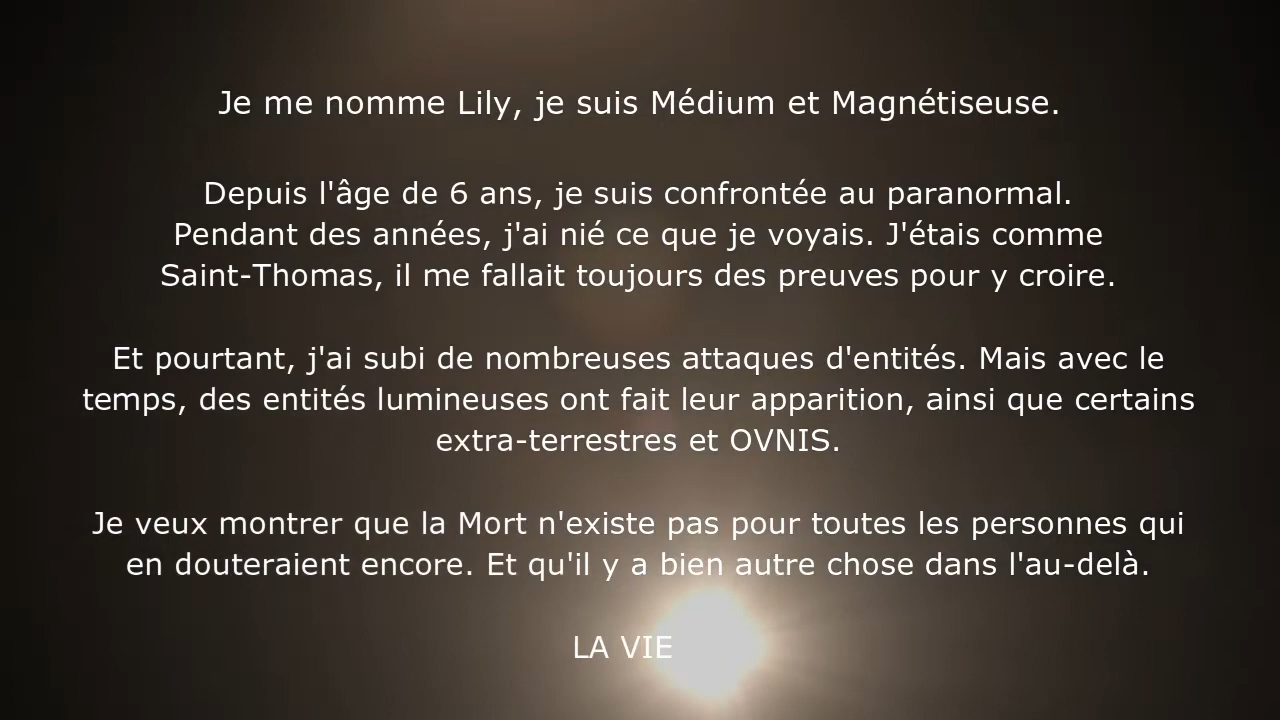 Je me nomme Lily, je suis Médium et Magnétiseuse.
Depuis l'âge de 6 ans, je suis confrontée au paranormal.
Pendant des années, j'ai nié ce que je voyais. J'étais comme
Saint-Thomas, il me fallait toujours des preuves pour y croire.
Et pourtant, j'ai subi de nombreuses attaques d'entités. Mais avec le
temps, des entités lumineuses ont fait leur apparition, ainsi que certains
extra-terrestres et OVNIS.
Je veux montrer que la Mort n'existe pas pour toutes les personnes qui
en douteraient encore. Et qu'il y a bien autre chose dans l'au-delà.
LA VIE